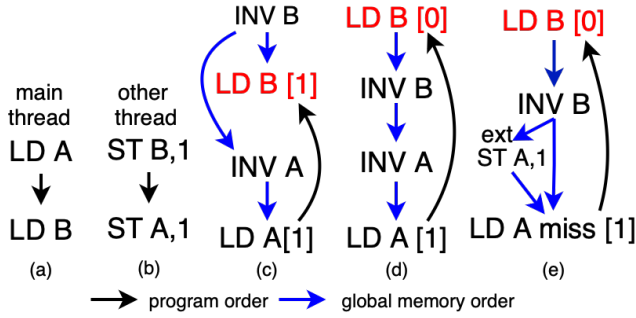 main
thread
LD A
LD B
(a)
other
thread
ST B,1
ST A,1
(b)
INV B
LD B [1]
INV A
LD A[1]
(c)
LD B [0]
INV B
INV A
LD A [1]
(d)
LD B [0]
INV B
ext
ST A,1
LD A miss [1]
(e)
program order
global memory order